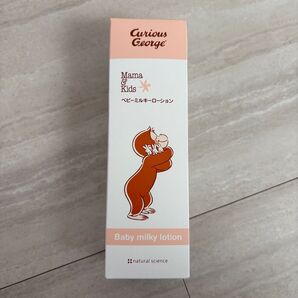 Curious
George®
Mama
&
Kids
ベビーミルキーローション
Baby milky lotion
natural science